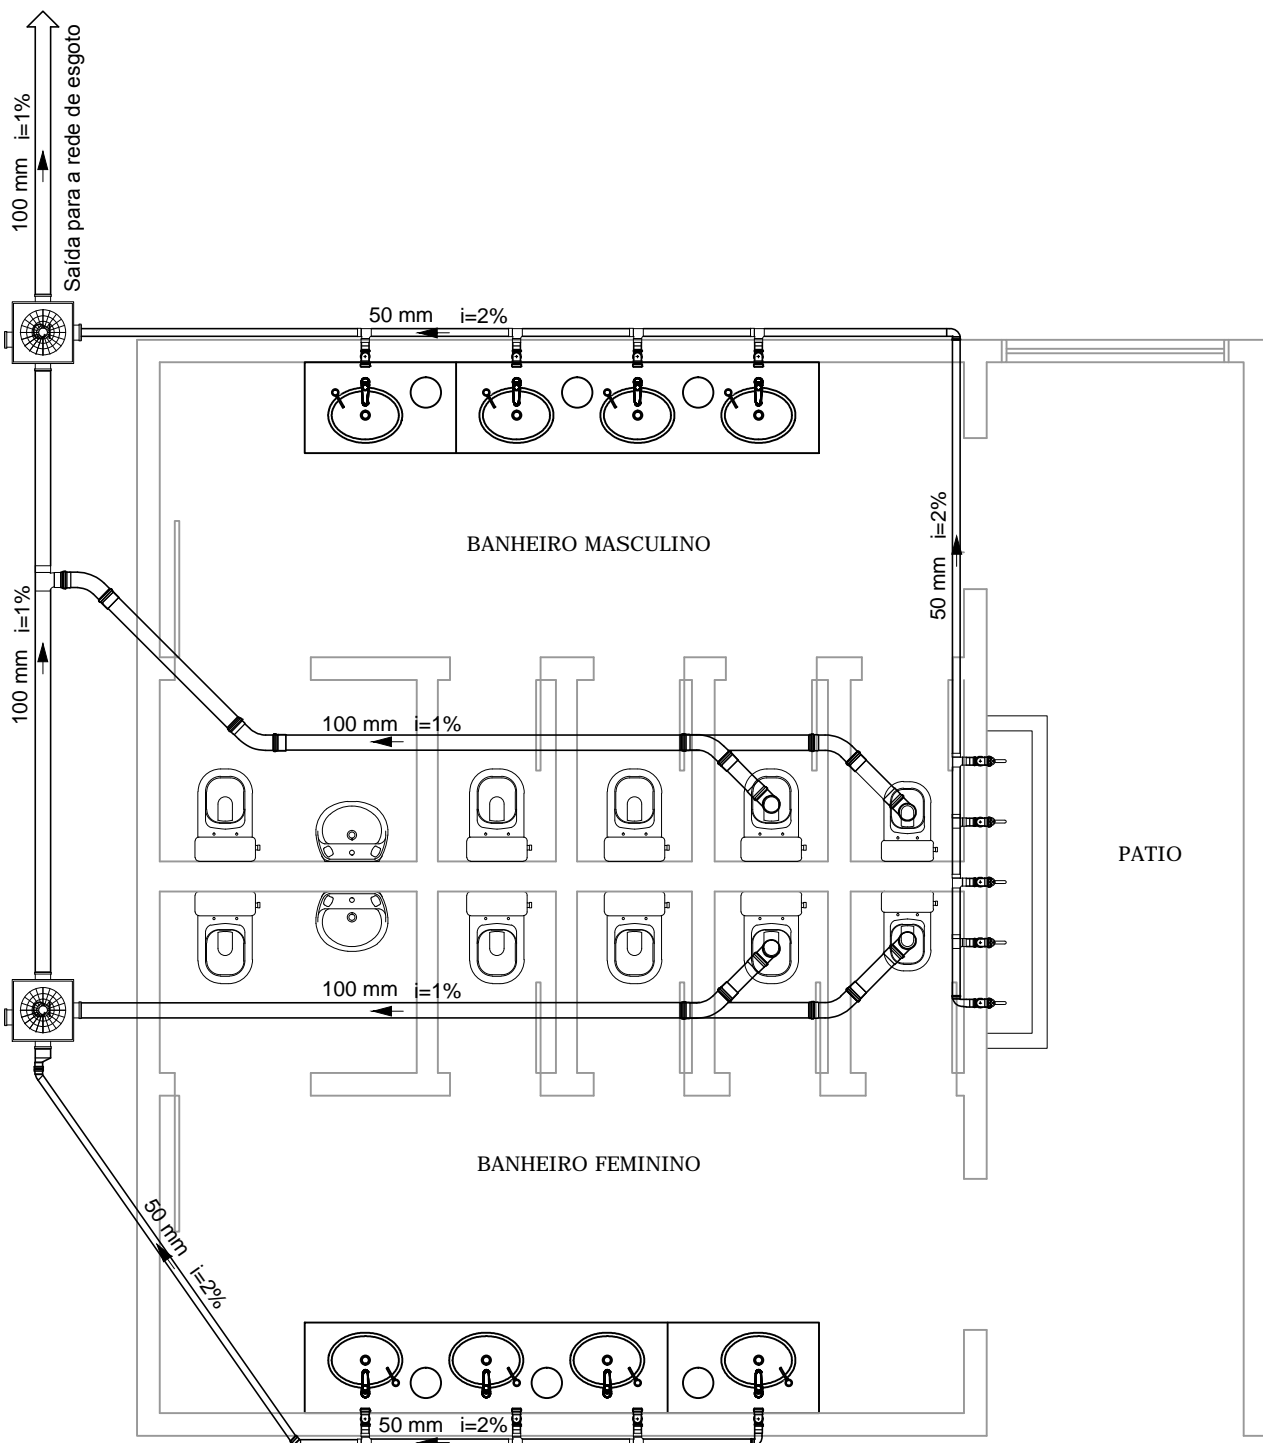 100 mm i=1%
Saída para a rede de esgoto
50 mm i=2%
BANHEIRO MASCULINO
50 mm i=2%
100 mm i=1%
100 mm i=1%
PATIO
100 mm i=1%
BANHEIRO FEMININO
50 mm i=2%
50 mm i=2%